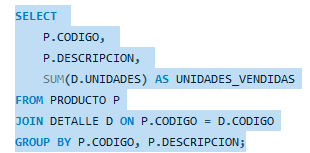 SELECT
P.CODIGO,
P.DESCRIPCION,
SUM(D.UNIDADES) AS UNIDADES_VENDIDAS
FROM PRODUCTO P
JOIN DETALLE D ON P.CODIGO = D.CODIGO
GROUP BY P.CODIGO, P.DESCRIPCION;